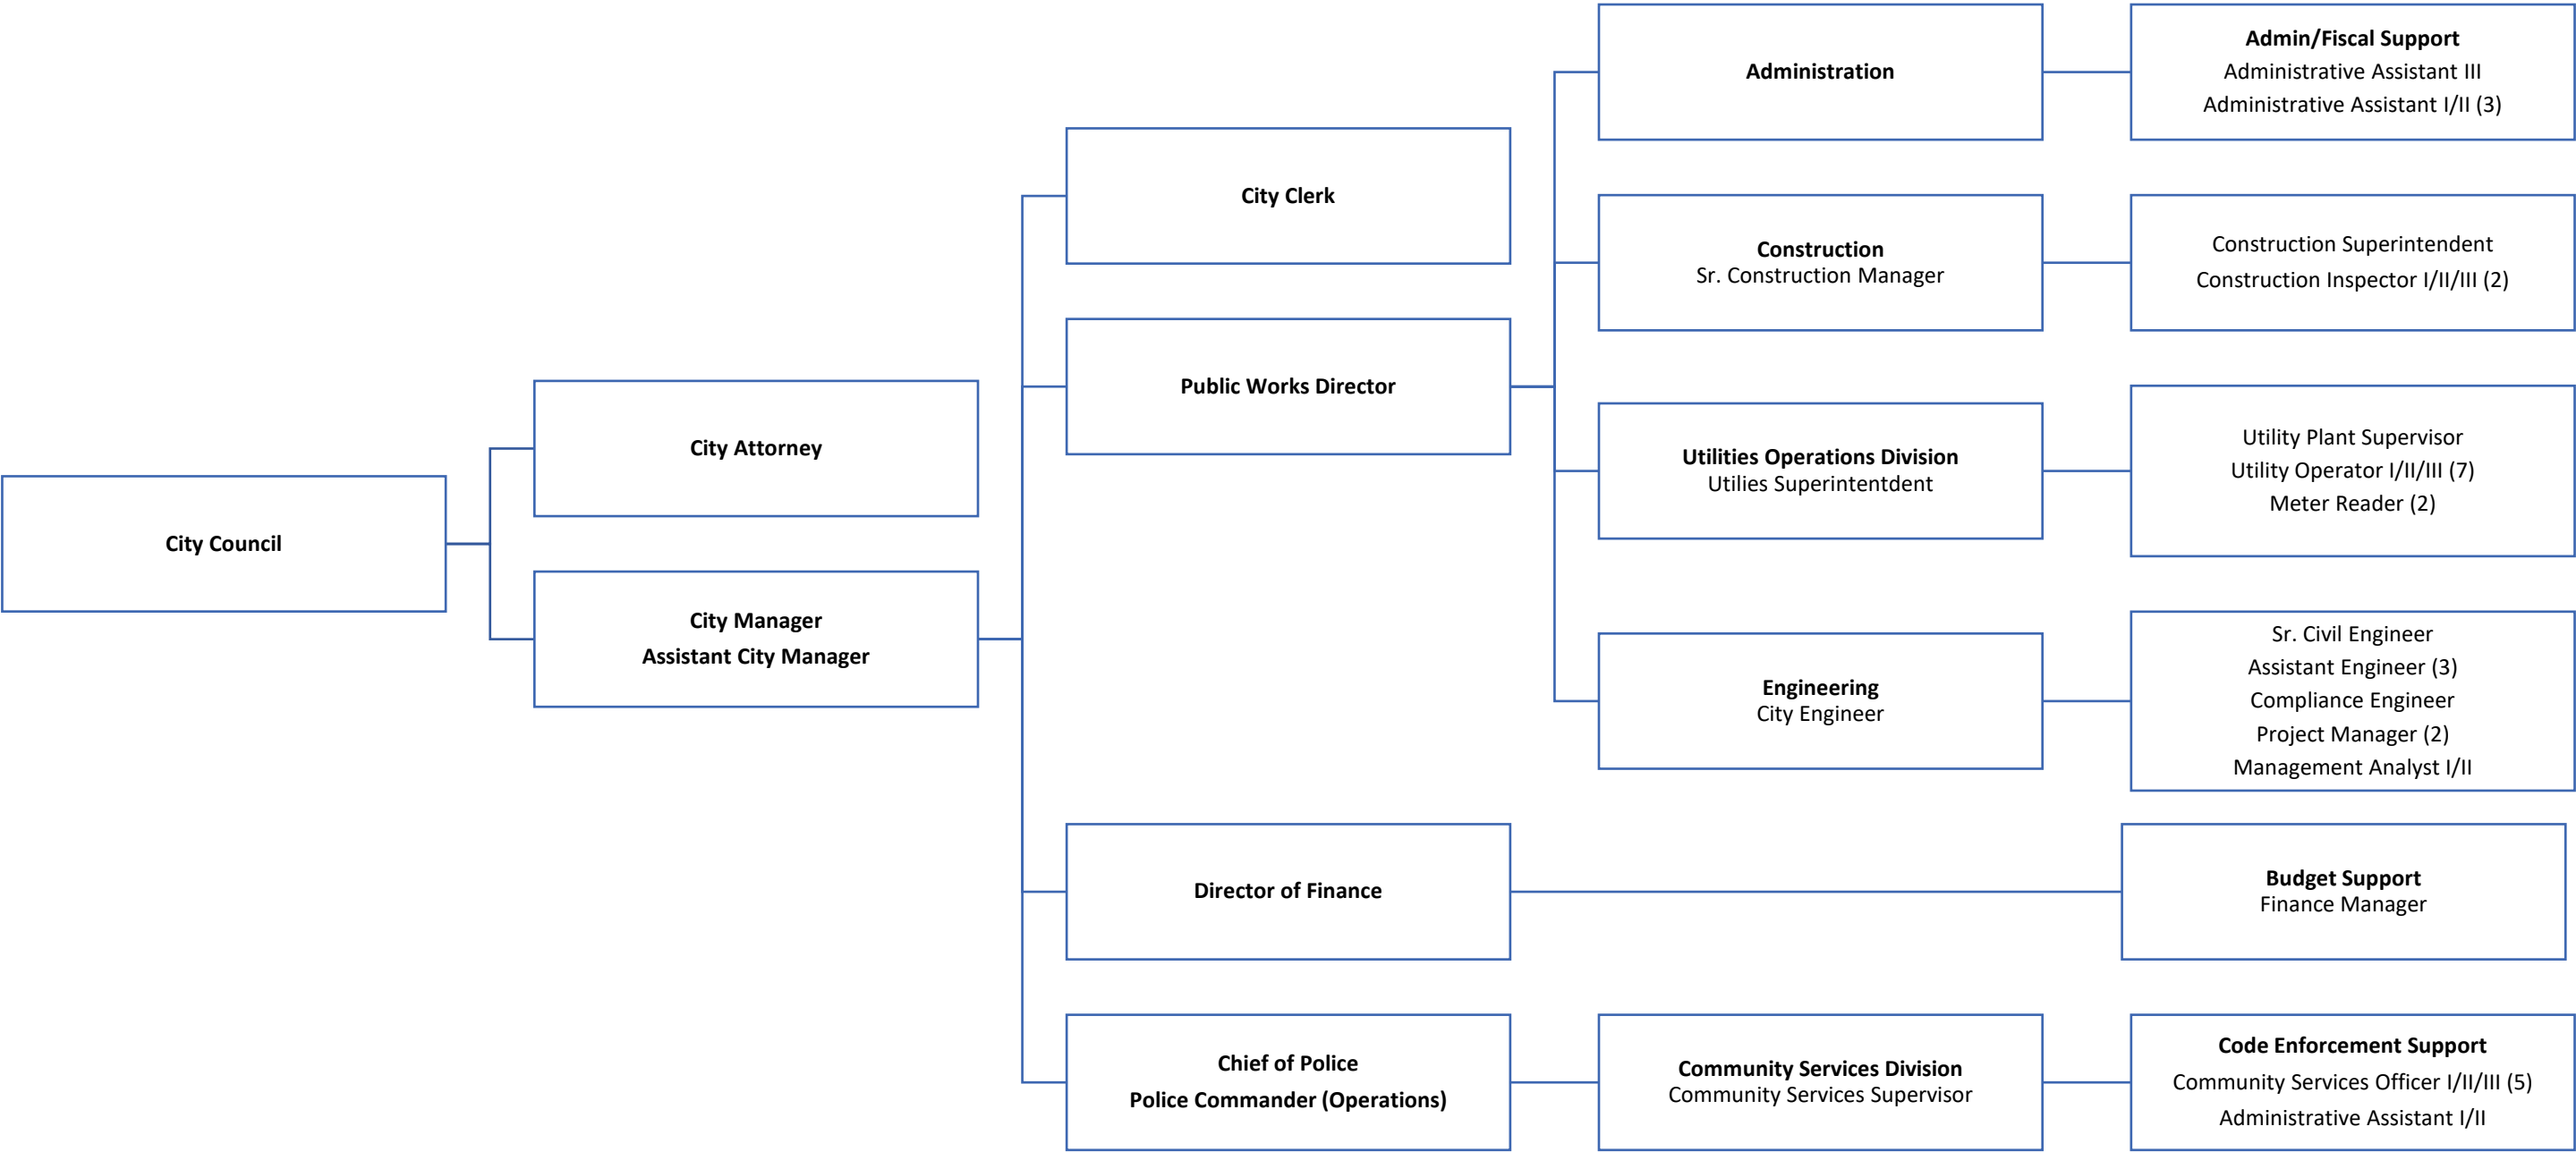 City Council
City Attorney
City Manager
Assistant City Manager
City Clerk
Public Works Director
Administration
Admin/Fiscal Support
Administrative Assistant III
Administrative Assistant I/II (3)
Construction
Sr. Construction Manager
Construction Superintendent
Construction Inspector I/II/III (2)
Utilities Operations Division
Utilies Superintentdent
Utility Plant Supervisor
Utility Operator I/II/III (7)
Meter Reader (2)
Engineering
City Engineer
Sr. Civil Engineer
Assistant Engineer (3)
Compliance Engineer
Project Manager (2)
Management Analyst I/II
Director of Finance
Budget Support
Finance Manager
Chief of Police
Police Commander (Operations)
Community Services Division
Community Services Supervisor
Code Enforcement Support
Community Services Officer I/II/III (5)
Administrative Assistant I/II